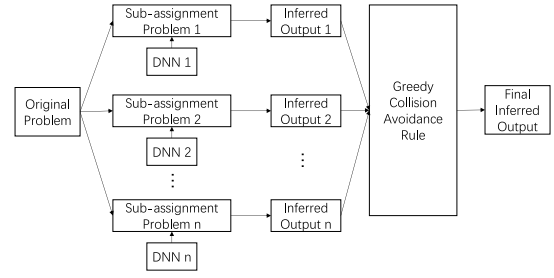 Sub-assignment
Problem 1
Inferred
Output 1
DNN 1
Original
Problem
Sub-assignment
Problem 2
Inferred
Output 2
DNN 2
Greedy
Collision
Avoidance
Rule
Final
Inferred
Output
...
...
Sub-assignment
Problem n
Inferred
Output n
DNN n